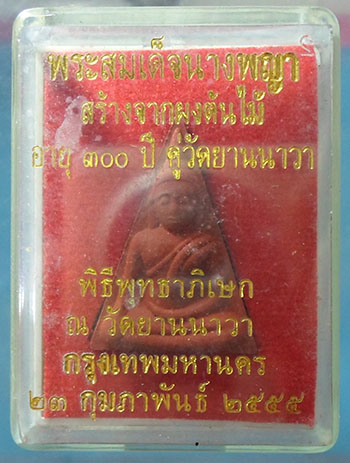 พระสมเด็จนางพญา
สร้างจากผงต้นไม้
อายุ ๓๐๐ ปี คู่วัดยานนาวา
พิธีพุทธาภิเษก
ณ วัดยานนาวา
กรุงเทพมหานคร
๒๓ กุมภาพันธ์ ๒๕๕๕